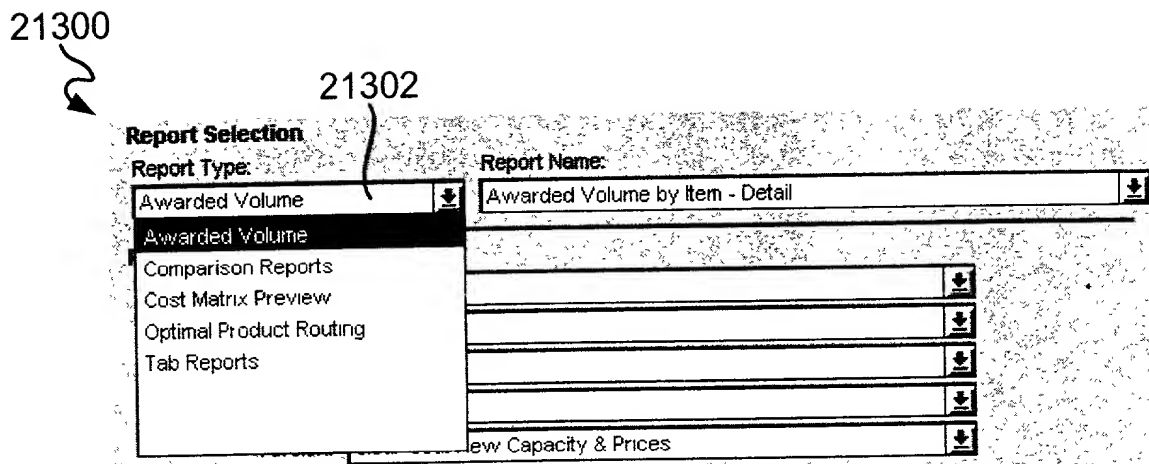 21300
21302
Report Selection
Report Type:
Report Name:
Awarded Volume
Awarded Volume by Item - Detail
Awarded Volume
Comparison Reports
Cost Matrix Preview
Optimal Product Routing
Tab Reports
Capacity & Prices